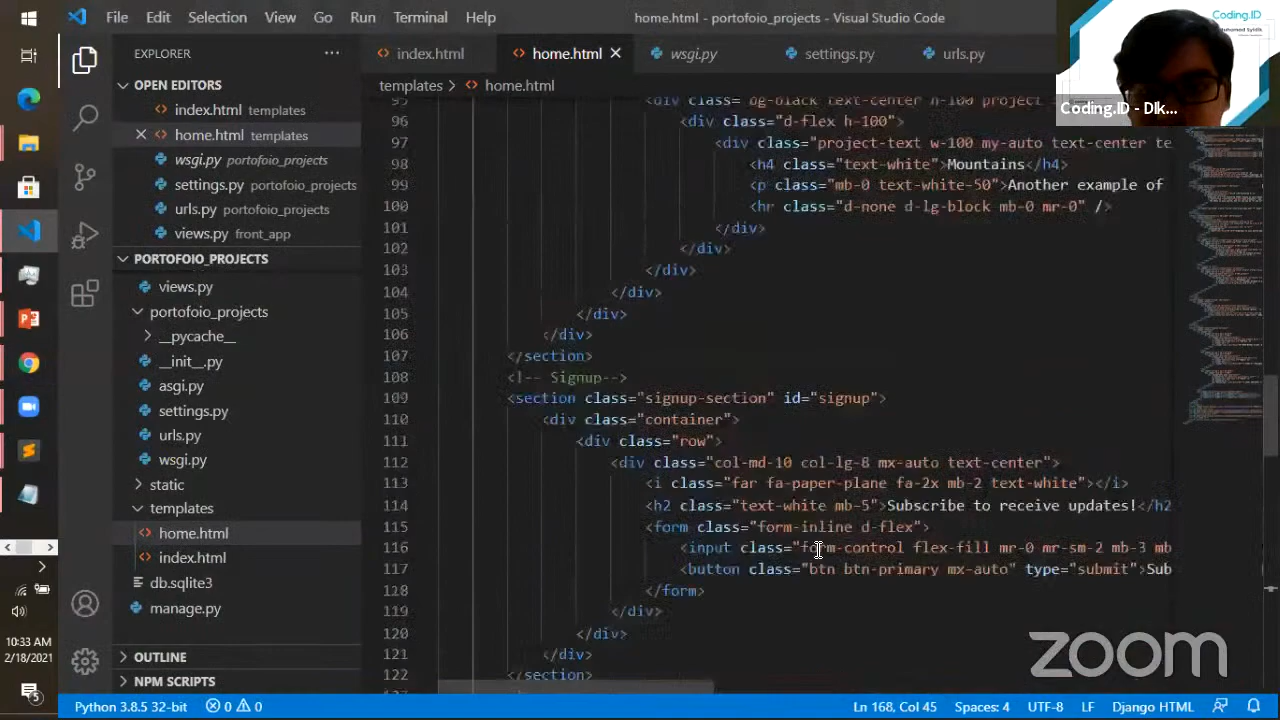 File Edit Selection View Go Run Terminal Help
home.html - portofoio_projects - Visual Studio Code
Coding.ID
Coding.ID - DIk...
EXPLORER
OPEN EDITORS
index.html templates
home.html templates
wsgi.py portofoio_projects
settings.py portofoio_projects
urls.py portofoio_projects
views.py front_app
PORTOFOIO_PROJECTS
views.py
portofoio_projects
__pycache__
__init__.py
asgi.py
settings.py
urls.py
wsgi.py
static
templates
home.html
index.html
db.sqlite3
manage.py
OUTLINE
NPM SCRIPTS
index.html
home.html
wsgi.py
settings.py
urls.py
templates > home.html
95 <div class="bg-black text-center h-100 project
96 <div class="d-flex h-100">
97 <div class="project-text w-100 my-auto text-center te
98 <h4 class="text-white">Mountains</h4>
99 <p class="mb-0 text-white-50">Another example of
100 <hr class="d-none d-lg-block mb-0 mr-0" />
101 </div>
102 </div>
103 </div>
104 </div>
105 </div>
106 </div>
107 </section>
108 <!-- Signup-->
109 <section class="signup-section" id="signup">
110 <div class="container">
111 <div class="row">
112 <div class="col-md-10 col-lg-8 mx-auto text-center">
113 <i class="far fa-paper-plane fa-2x mb-2 text-white"></i>
114 <h2 class="text-white mb-5">Subscribe to receive updates!</h2
115 <form class="form-inline d-flex">
116 <input class="form-control flex-fill mr-0 mr-sm-2 mb-3 mb
117 <button class="btn btn-primary mx-auto" type="submit">Sub
118 </form>
119 </div>
120 </div>
121 </div>
122 </section>
zoom
10:33 AM
2/18/2021
5
Python 3.8.5 32-bit
0
0
Ln 168, Col 45
Spaces: 4
UTF-8
LF
Django HTML